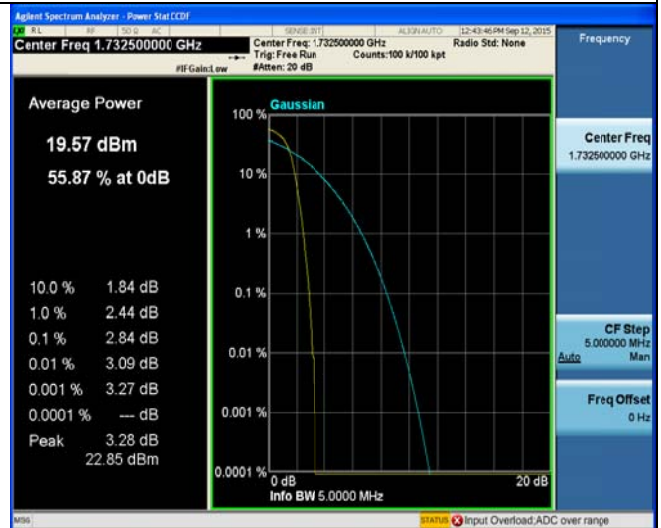 Agilent Spectrum Analyzer - Power Stat CCDF
RL RF 50 Ω AC SENSE:INT ALIGN AUTO 12:43:46 PM Sep 12, 2015
Center Freq 1.732500000 GHz
Center Freq: 1.732500000 GHz Radio Std: None
Trig: Free Run Counts:100 k/100 kpt
#IFGain:Low #Atten: 20 dB
Frequency
Average Power
19.57 dBm
55.87 % at 0dB
10.0 % 1.84 dB
1.0 % 2.44 dB
0.1 % 2.84 dB
0.01 % 3.09 dB
0.001 % 3.27 dB
0.0001 % --- dB
Peak 3.28 dB
22.85 dBm
Gaussian
100 %
10 %
1 %
0.1 %
0.01 %
0.001 %
0.0001 %
0 dB 20 dB
Info BW 5.0000 MHz
Center Freq
1.732500000 GHz
CF Step
5.000000 MHz
Auto Man
Freq Offset
0 Hz
MSG STATUS Input Overload;ADC over range